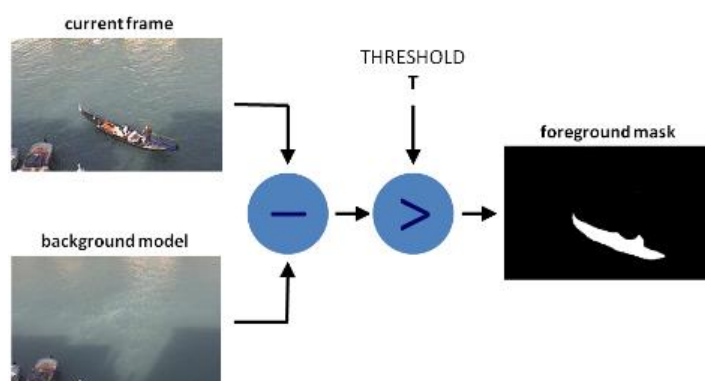 current frame
THRESHOLD
T
foreground mask
−
>
background model